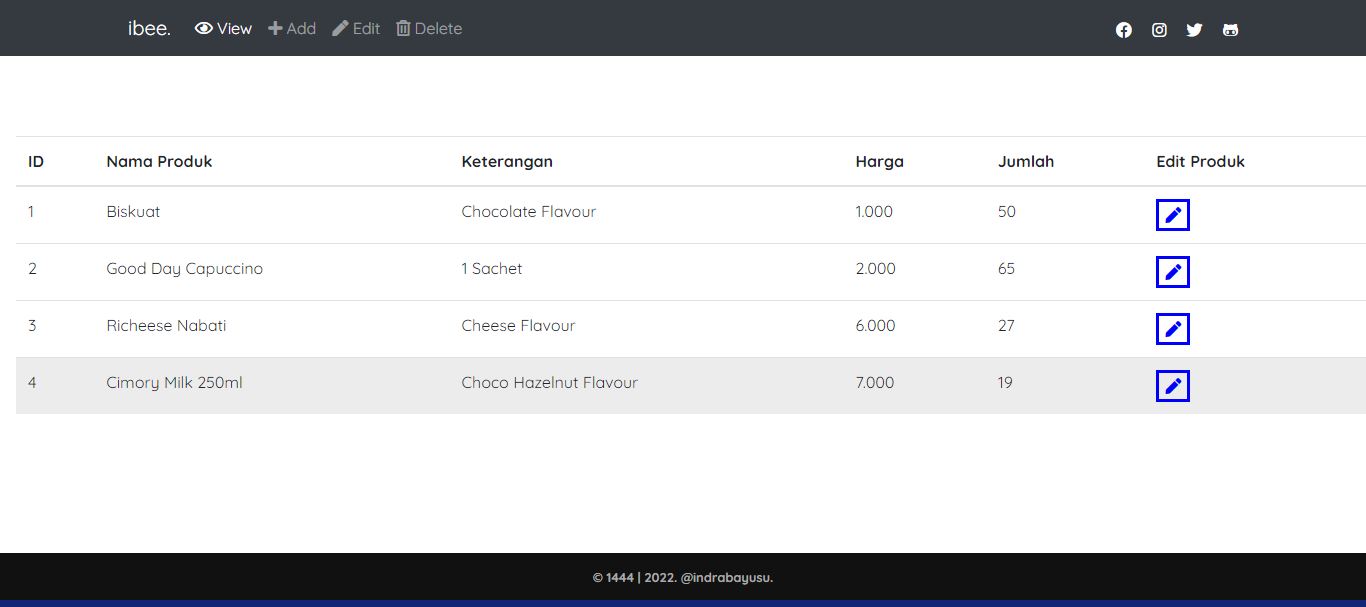 ibee. View Add Edit Delete
ID Nama Produk Keterangan Harga Jumlah Edit Produk
1 Biskuat Chocolate Flavour 1.000 50
2 Good Day Capuccino 1 Sachet 2.000 65
3 Richeese Nabati Cheese Flavour 6.000 27
4 Cimory Milk 250ml Choco Hazelnut Flavour 7.000 19
© 1444 | 2022. @indrabayusu.